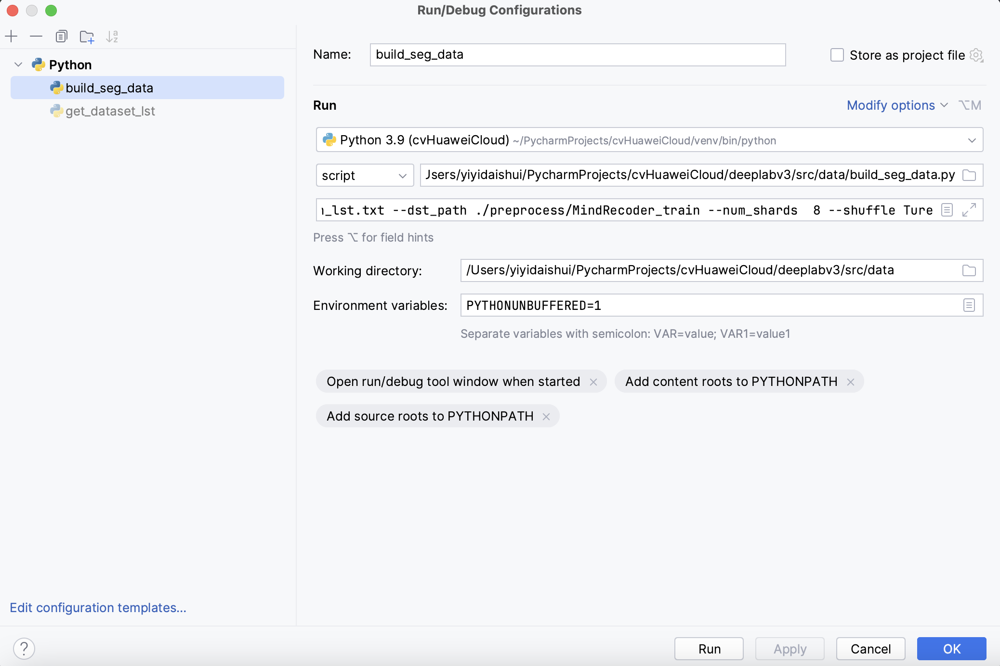 Run/Debug Configurations
Python
build_seg_data
get_dataset_lst
Edit configuration templates...
Name: build_seg_data Store as project file
Run Modify options ⌥M
Python 3.9 (cvHuaweiCloud) ~/PycharmProjects/cvHuaweiCloud/venv/bin/python
script Jsers/yiyidaishui/PycharmProjects/cvHuaweiCloud/deeplabv3/src/data/build_seg_data.py
_lst.txt --dst_path ./preprocess/MindRecoder_train --num_shards  8 --shuffle Ture
Press ⌥ for field hints
Working directory: /Users/yiyidaishui/PycharmProjects/cvHuaweiCloud/deeplabv3/src/data
Environment variables: PYTHONUNBUFFERED=1
Separate variables with semicolon: VAR=value; VAR1=value1
Open run/debug tool window when started × Add content roots to PYTHONPATH ×
Add source roots to PYTHONPATH ×
? Run Apply Cancel OK